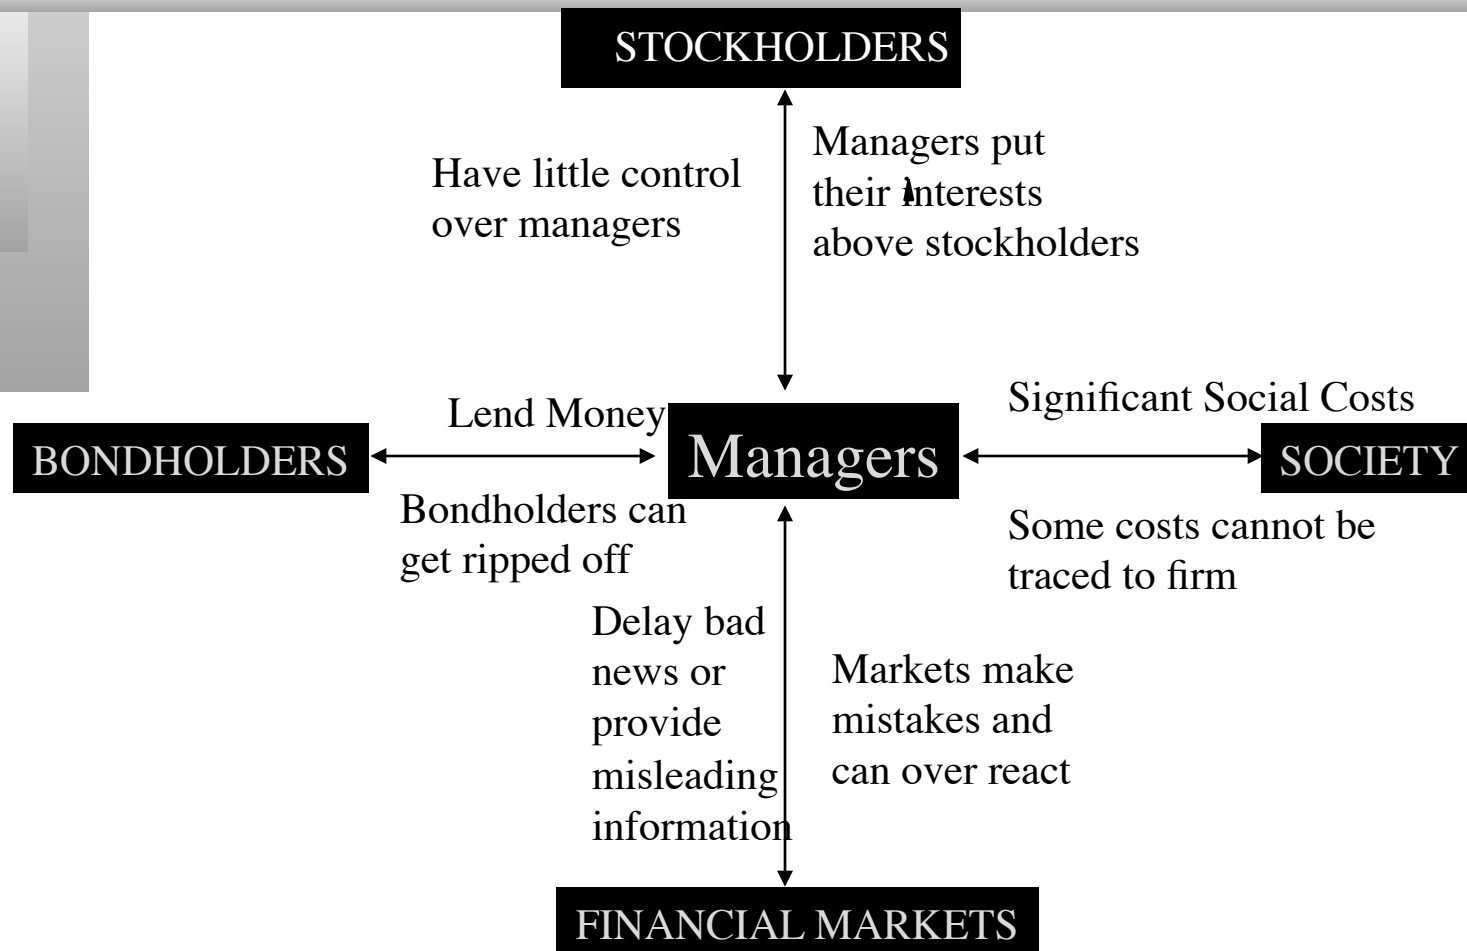 STOCKHOLDERS
Have little control
over managers
Managers put
their interests
above stockholders
Lend Money
BONDHOLDERS
Bondholders can
get ripped off
Managers
Significant Social Costs
SOCIETY
Some costs cannot be
traced to firm
Delay bad
news or
provide
misleading
information
Markets make
mistakes and
can over react
FINANCIAL MARKETS